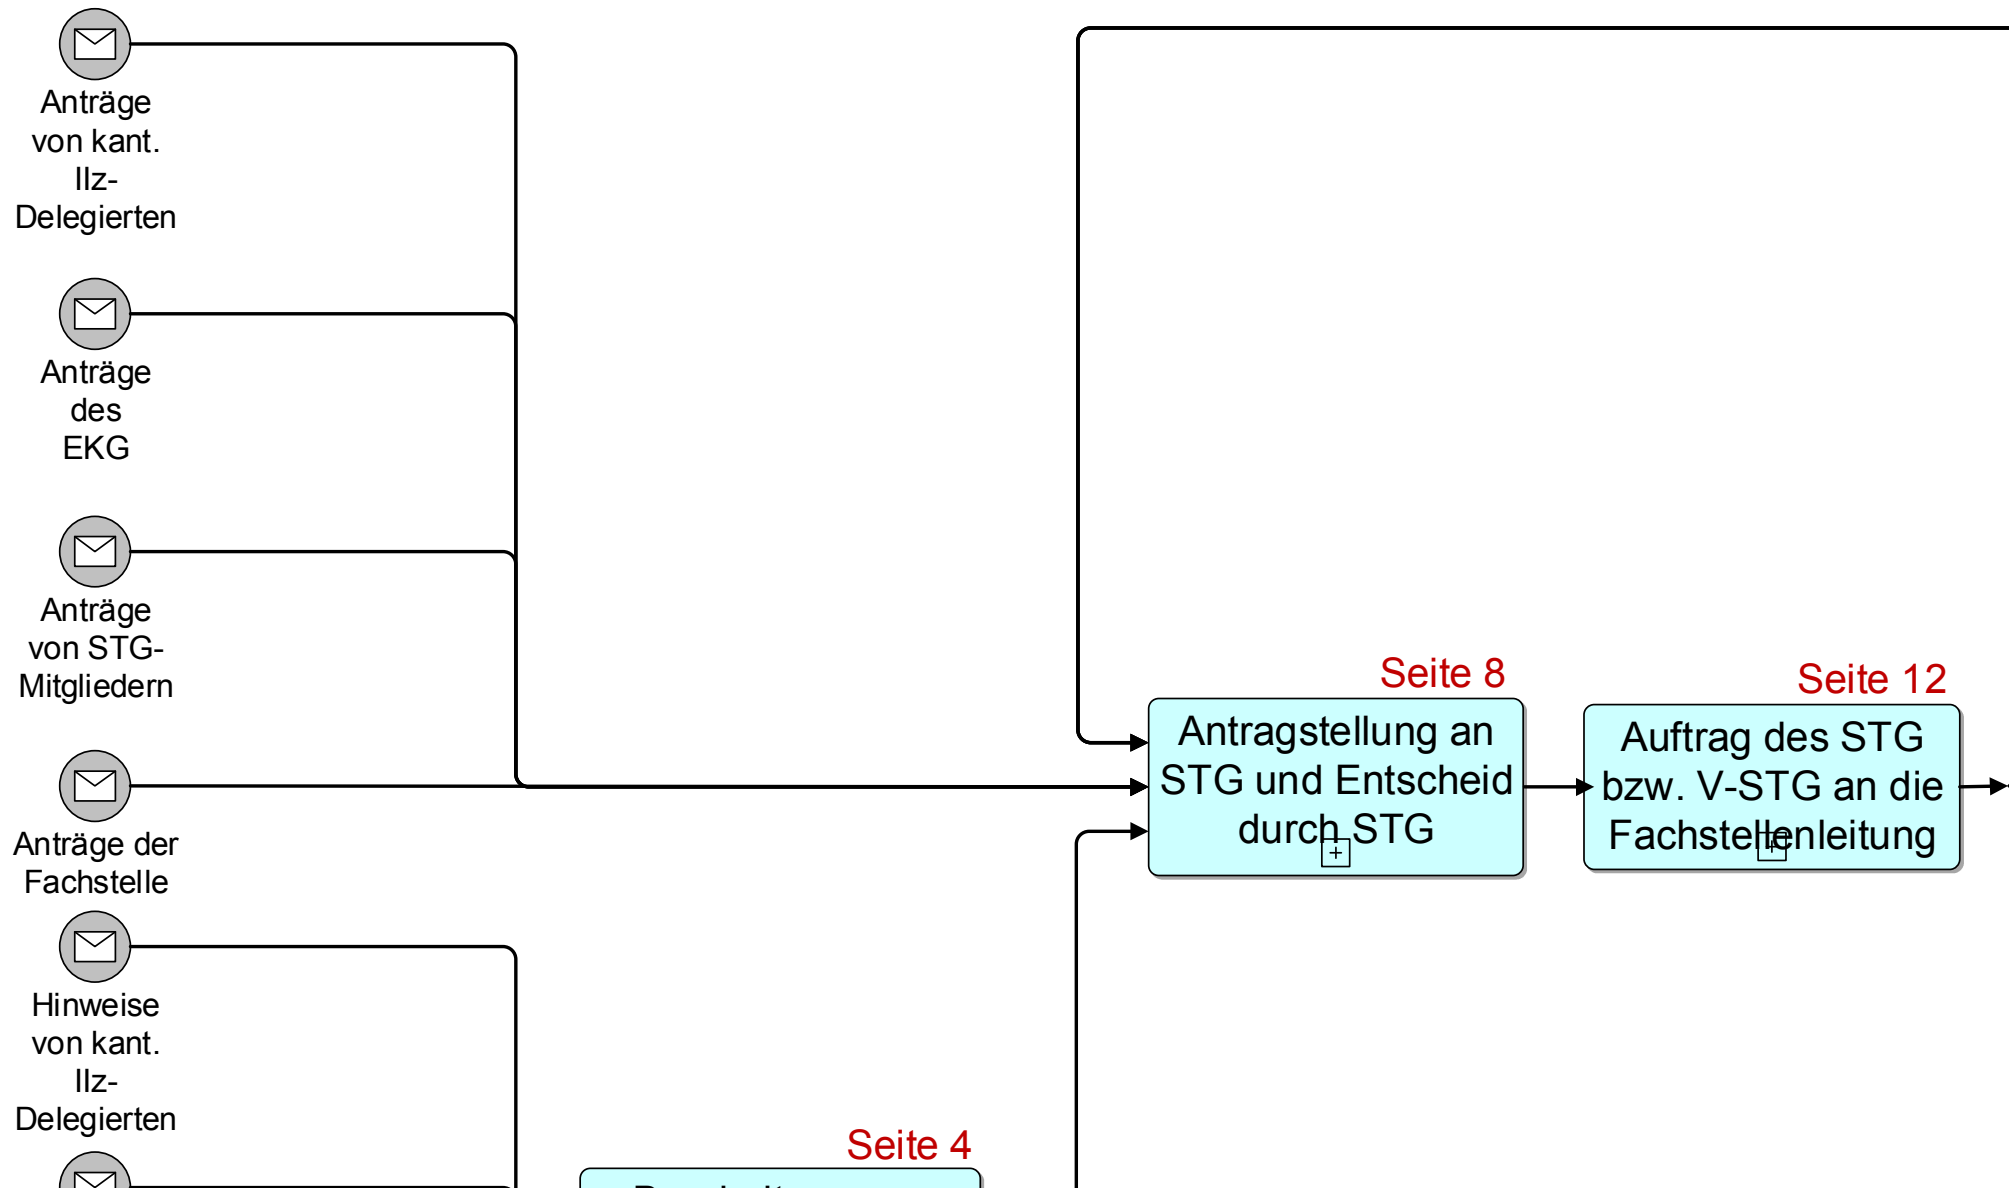 Anträge
von kant.
IIz-
Delegierten
Anträge
des
EKG
Anträge
von STG-
Mitgliedern
Seite 8
Seite 12
Antragstellung an
STG und Entscheid
durch STG
Auftrag des STG
bzw. V-STG an die
Fachstellenleitung
Anträge der
Fachstelle
Hinweise
von kant.
IIz-
Delegierten
Seite 4